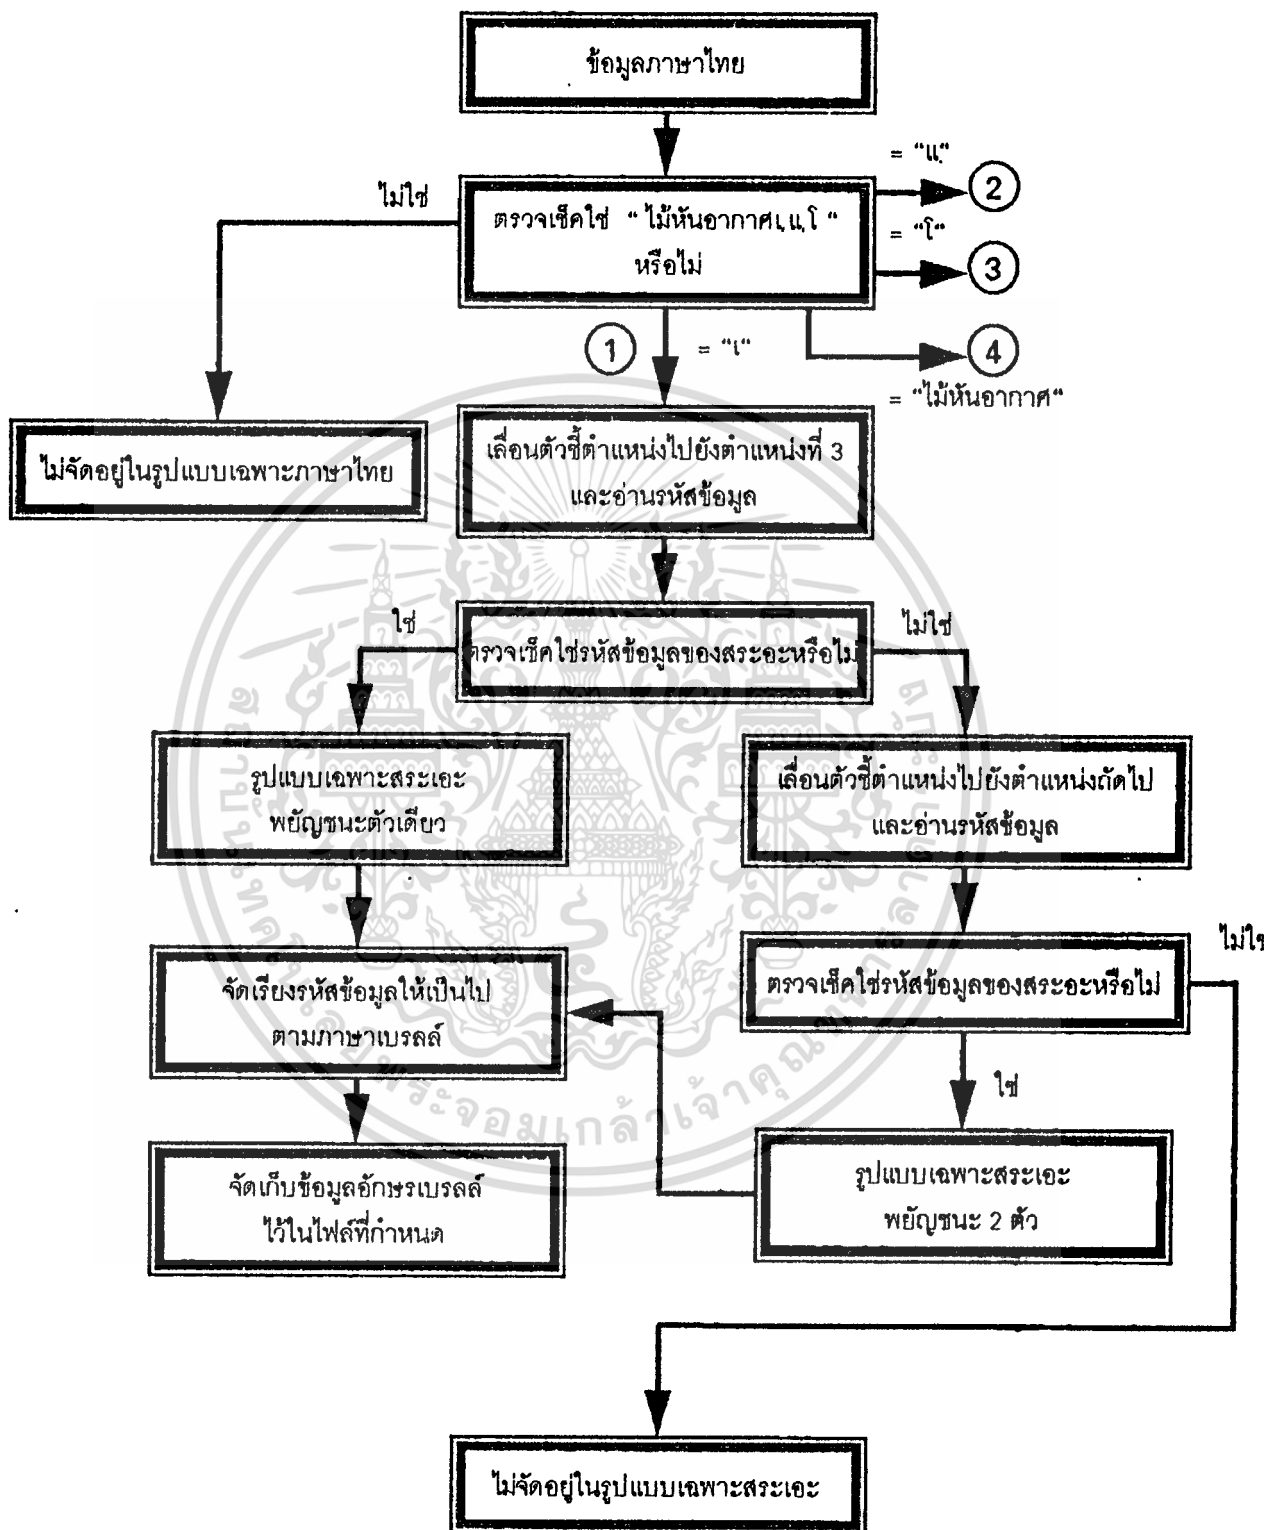 ข้อมูลภาษาไทย
= "แ"
2
ไม่ใช่
ตรวจเช็คใช่ " ไม้หันอากาศเ,แ,โ "
หรือไม่
= "โ"
3
1
= "เ"
4
= "ไม้หันอากาศ"
ไม่จัดอยู่ในรูปแบบเฉพาะภาษาไทย
เลื่อนตัวชี้ตำแหน่งไปยังตำแหน่งที่ 3
และอ่านรหัสข้อมูล
ใช่
ตรวจเช็คใช่รหัสข้อมูลของสระอะหรือไม่
ไม่ใช่
รูปแบบเฉพาะสระเอะ
พยัญชนะตัวเดียว
เลื่อนตัวชี้ตำแหน่งไปยังตำแหน่งถัดไป
และอ่านรหัสข้อมูล
จัดเรียงรหัสข้อมูลให้เป็นไป
ตามภาษาเบรลล์
ตรวจเช็คใช่รหัสข้อมูลของสระอะหรือไม่
ไม่ใช่
ใช่
จัดเก็บข้อมูลอักษรเบรลล์
ไว้ในไฟล์ที่กำหนด
รูปแบบเฉพาะสระเอะ
พยัญชนะ 2 ตัว
ไม่จัดอยู่ในรูปแบบเฉพาะสระเอะ